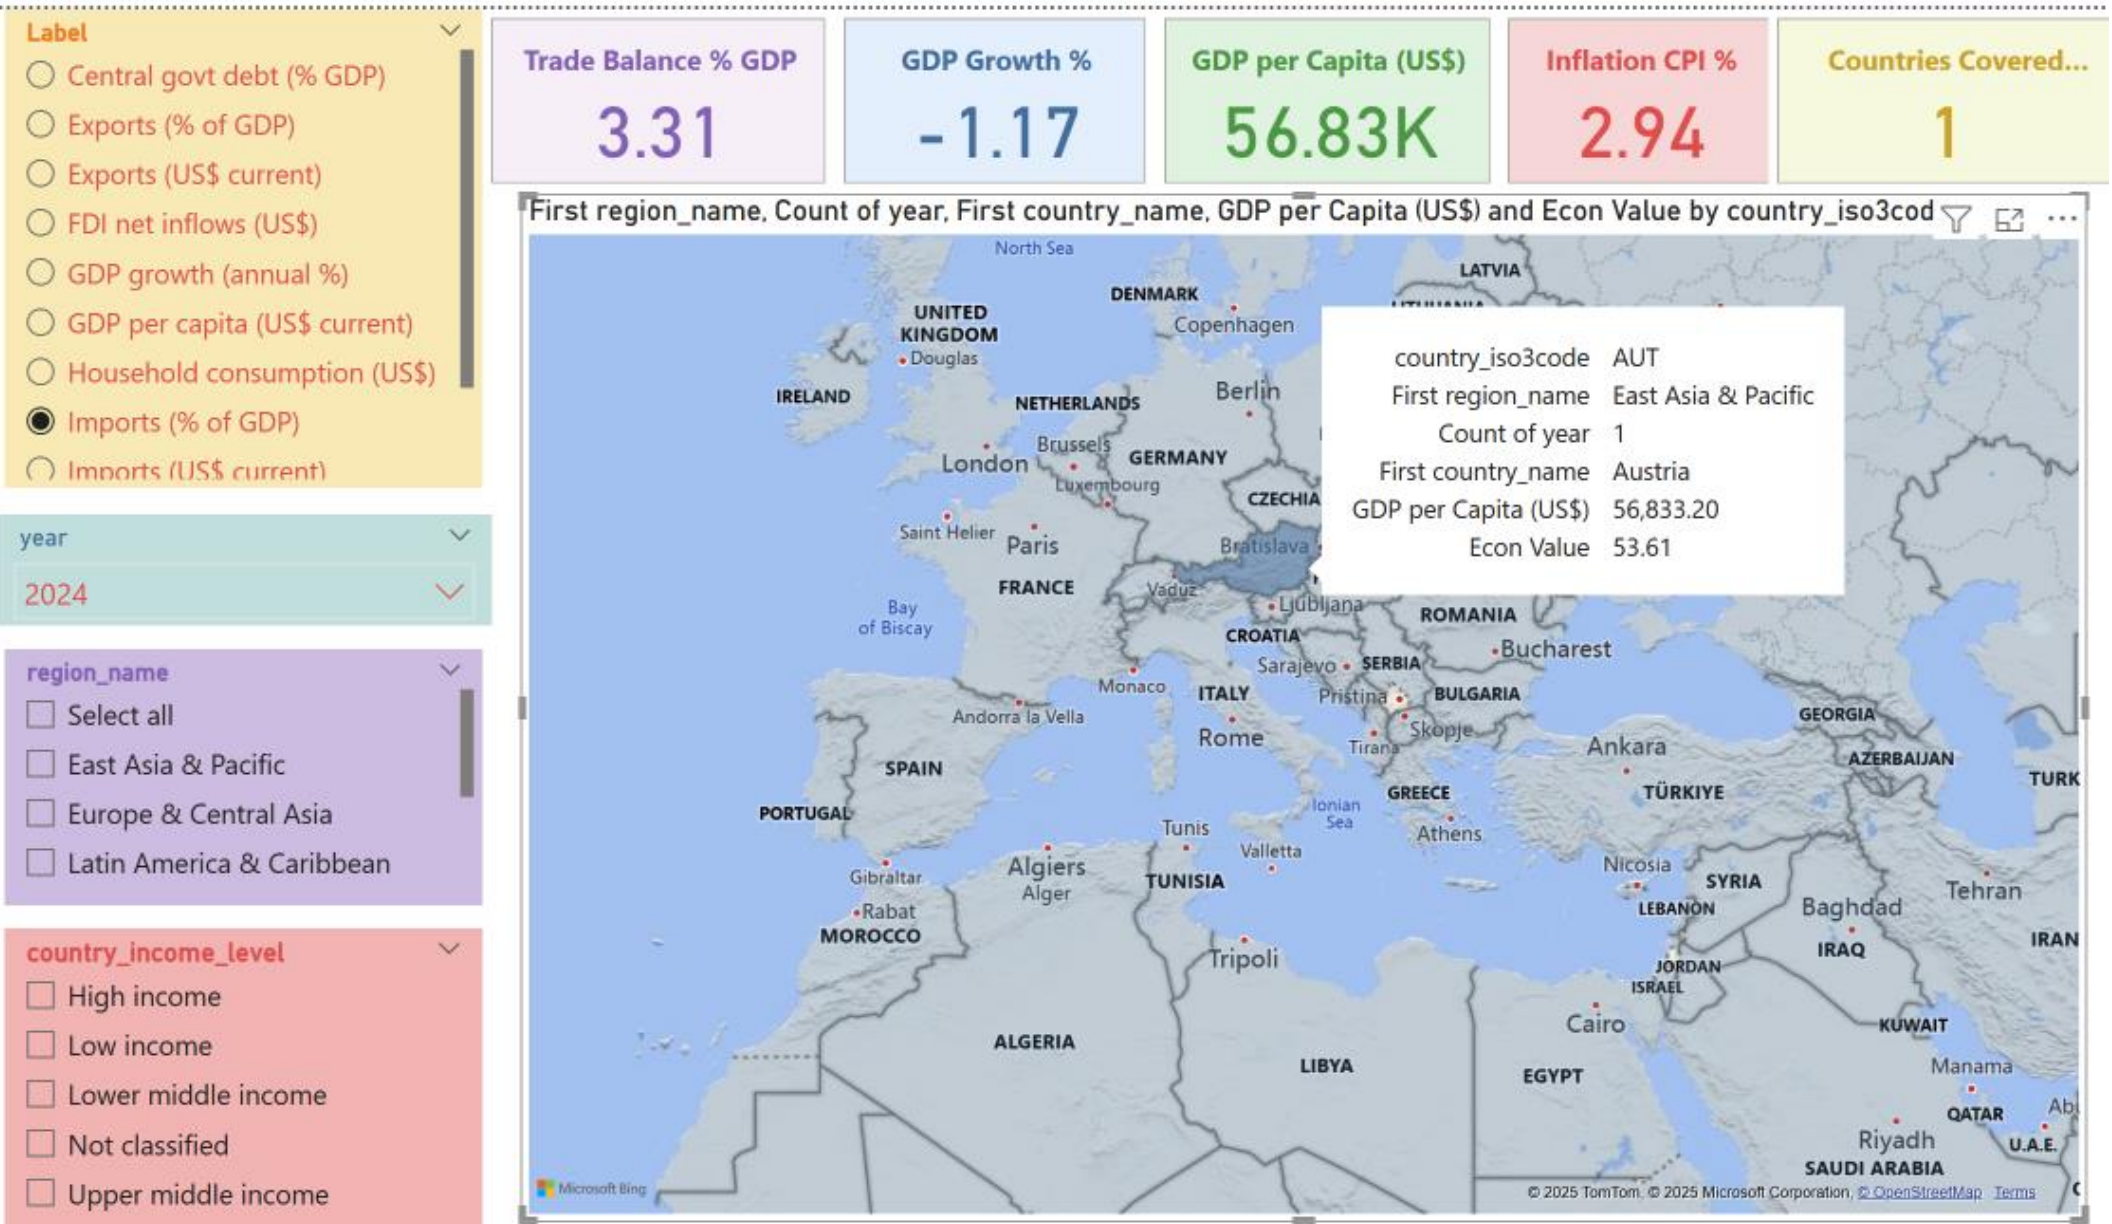 Label
Central govt debt (% GDP)
Exports (% of GDP)
Exports (US$ current)
FDI net inflows (US$)
GDP growth (annual %)
GDP per capita (US$ current)
Household consumption (US$)
Imports (% of GDP)
Imports (US$ current)
year
2024
region_name
Select all
East Asia & Pacific
Europe & Central Asia
Latin America & Caribbean
country_income_level
High income
Low income
Lower middle income
Not classified
Upper middle income
Trade Balance % GDP
3.31
GDP Growth %
-1.17
GDP per Capita (US$)
56.83K
Inflation CPI %
2.94
Countries Covered...
1
First region_name, Count of year, First country_name, GDP per Capita (US$) and Econ Value by country_iso3cod
North Sea
LATVIA
DENMARK
LITHUANIA
UNITED
KINGDOM
Copenhagen
Douglas
IRELAND
NETHERLANDS
Berlin
Brussels
London
GERMANY
Luxembourg
CZECHIA
Saint Helier
Paris
Bratislava
FRANCE
Vaduz
Ljubljana
Bay
of Biscay
ROMANIA
CROATIA
Bucharest
Sarajevo
SERBIA
Monaco
ITALY
Pristina
BULGARIA
Andorra la Vella
Skopje
GEORGIA
Rome
Tirana
Ankara
SPAIN
AZERBAIJAN
TURK
GREECE
TÜRKIYE
PORTUGAL
Ionian
Sea
Tunis
Athens
Valletta
Algiers
Alger
Gibraltar
TUNISIA
Nicosia
SYRIA
Tehran
Rabat
LEBANON
Baghdad
MOROCCO
IRAQ
IRAN
Tripoli
JORDAN
ISRAEL
Cairo
KUWAIT
ALGERIA
LIBYA
EGYPT
Manama
QATAR
Riyadh
U.A.E.
SAUDI ARABIA
country_iso3code AUT
First region_name East Asia & Pacific
Count of year 1
First country_name Austria
GDP per Capita (US$) 56,833.20
Econ Value 53.61
Microsoft Bing
© 2025 TomTom, © 2025 Microsoft Corporation, © OpenStreetMap Terms